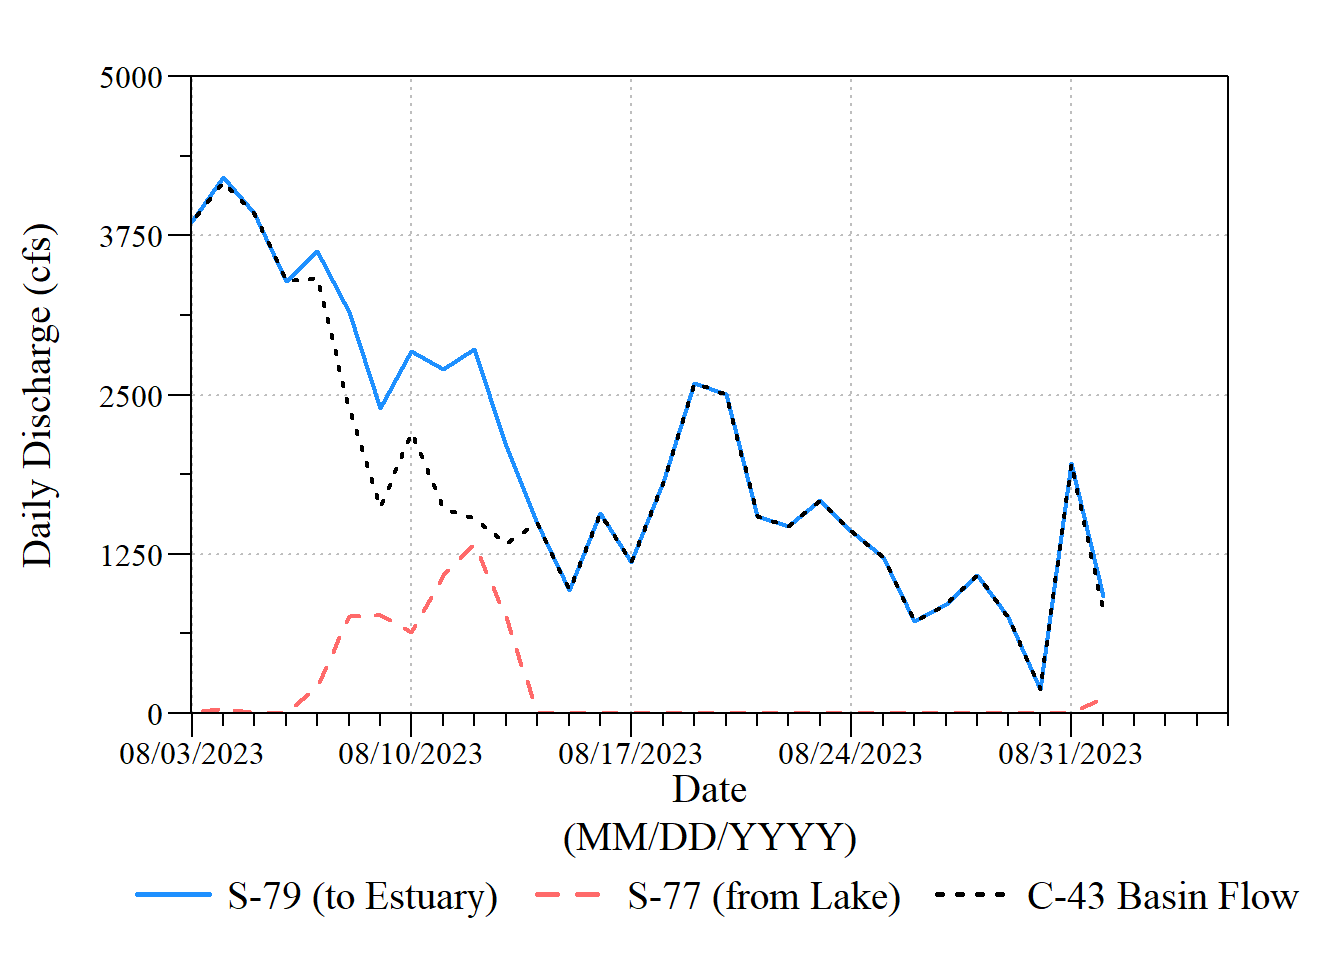 5000
3750
2500
1250
0
Daily Discharge (cfs)
08/03/2023 08/10/2023 08/17/2023 08/24/2023 08/31/2023
Date
(MM/DD/YYYY)
S-79 (to Estuary) S-77 (from Lake) C-43 Basin Flow